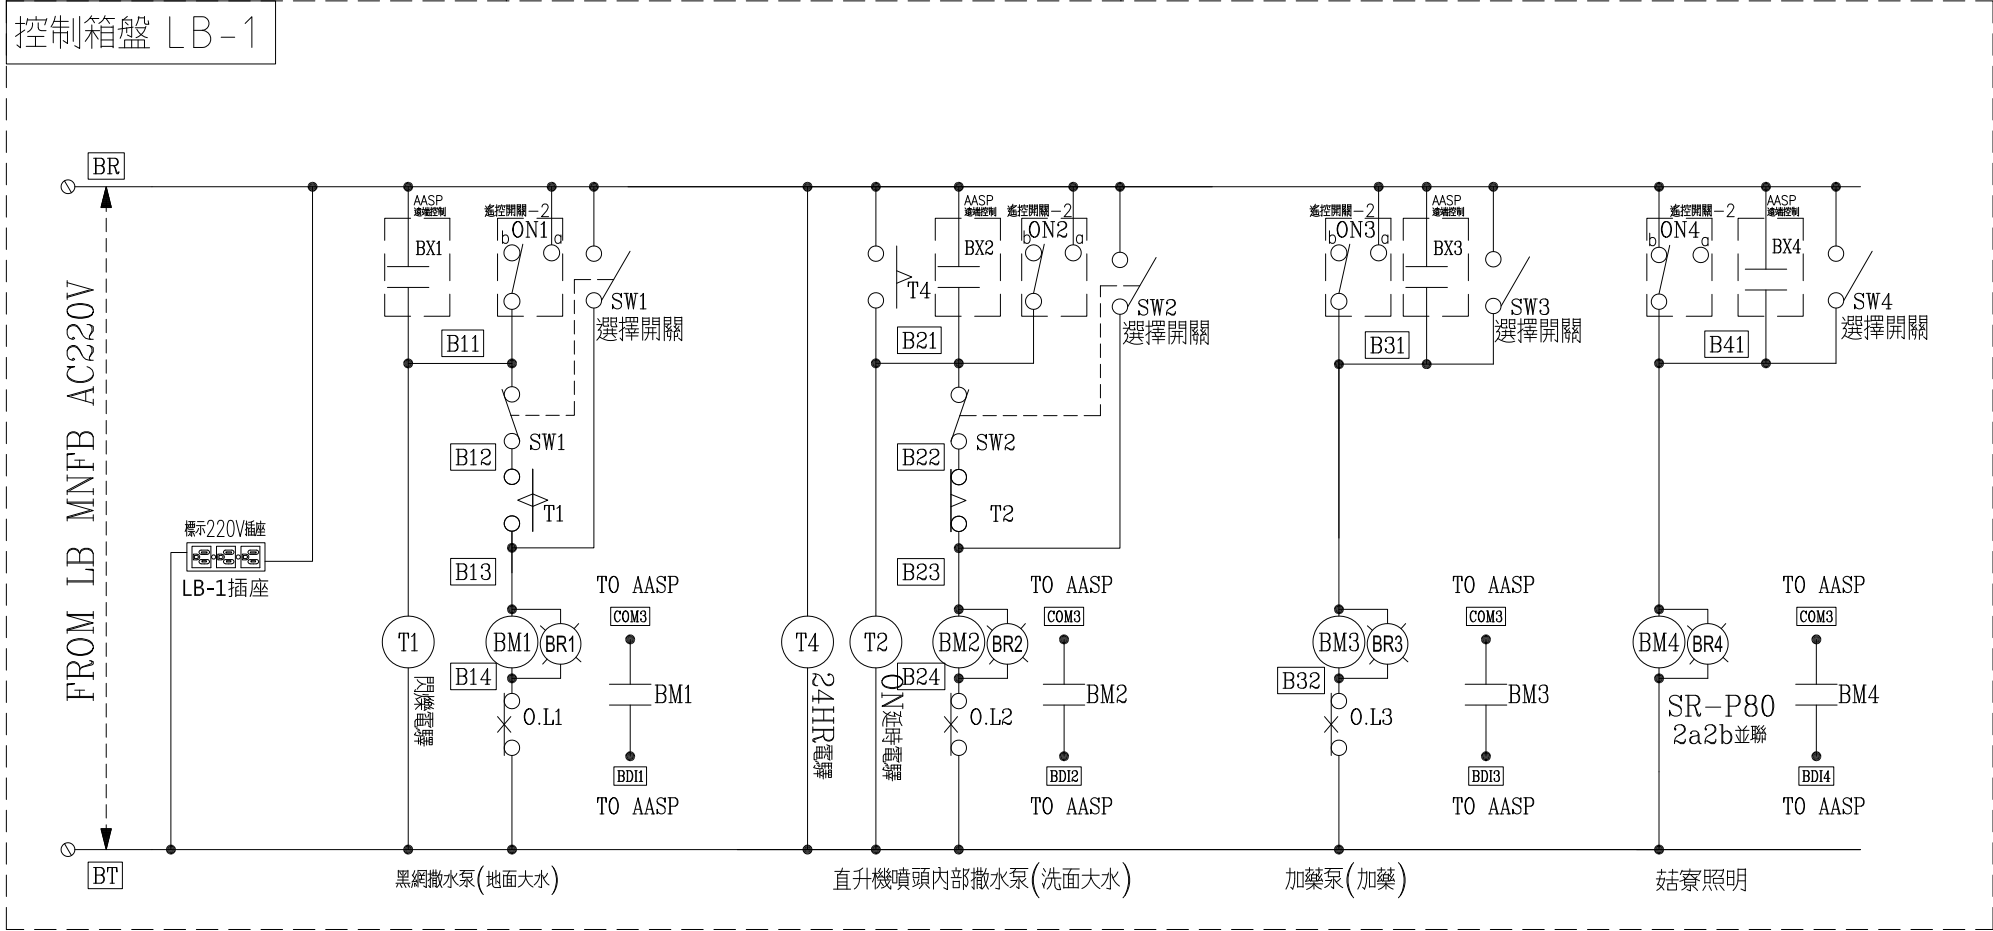 控制箱盤 LB-1
BR
FROM LB MNFB AC220V
BT
標示220V插座
LB-1插座
AASP
遠端控制
BX1
遙控開關-2
ON1
b
a
SW1
選擇開關
B11
SW1
B12
T1
B13
T1
閃爍電驛
BM1
BR1
B14
O.L1
TO AASP
COM3
BM1
BDI1
TO AASP
黑網撒水泵(地面大水)
T4
AASP
遠端控制
BX2
遙控開關-2
ON2
b
a
SW2
選擇開關
B21
SW2
B22
T2
B23
T4
24HR電驛
T2
ON延時電驛
BM2
BR2
B24
O.L2
TO AASP
COM3
BM2
BDI2
TO AASP
直升機噴頭內部撒水泵(洗面大水)
遙控開關-2
ON3
b
a
AASP
遠端控制
BX3
SW3
選擇開關
B31
BM3
BR3
B32
O.L3
TO AASP
COM3
BM3
BDI3
TO AASP
加藥泵(加藥)
遙控開關-2
ON4
b
a
AASP
遠端控制
BX4
SW4
選擇開關
B41
BM4
BR4
SR-P80
2a2b並聯
TO AASP
COM3
BM4
BDI4
TO AASP
菇寮照明